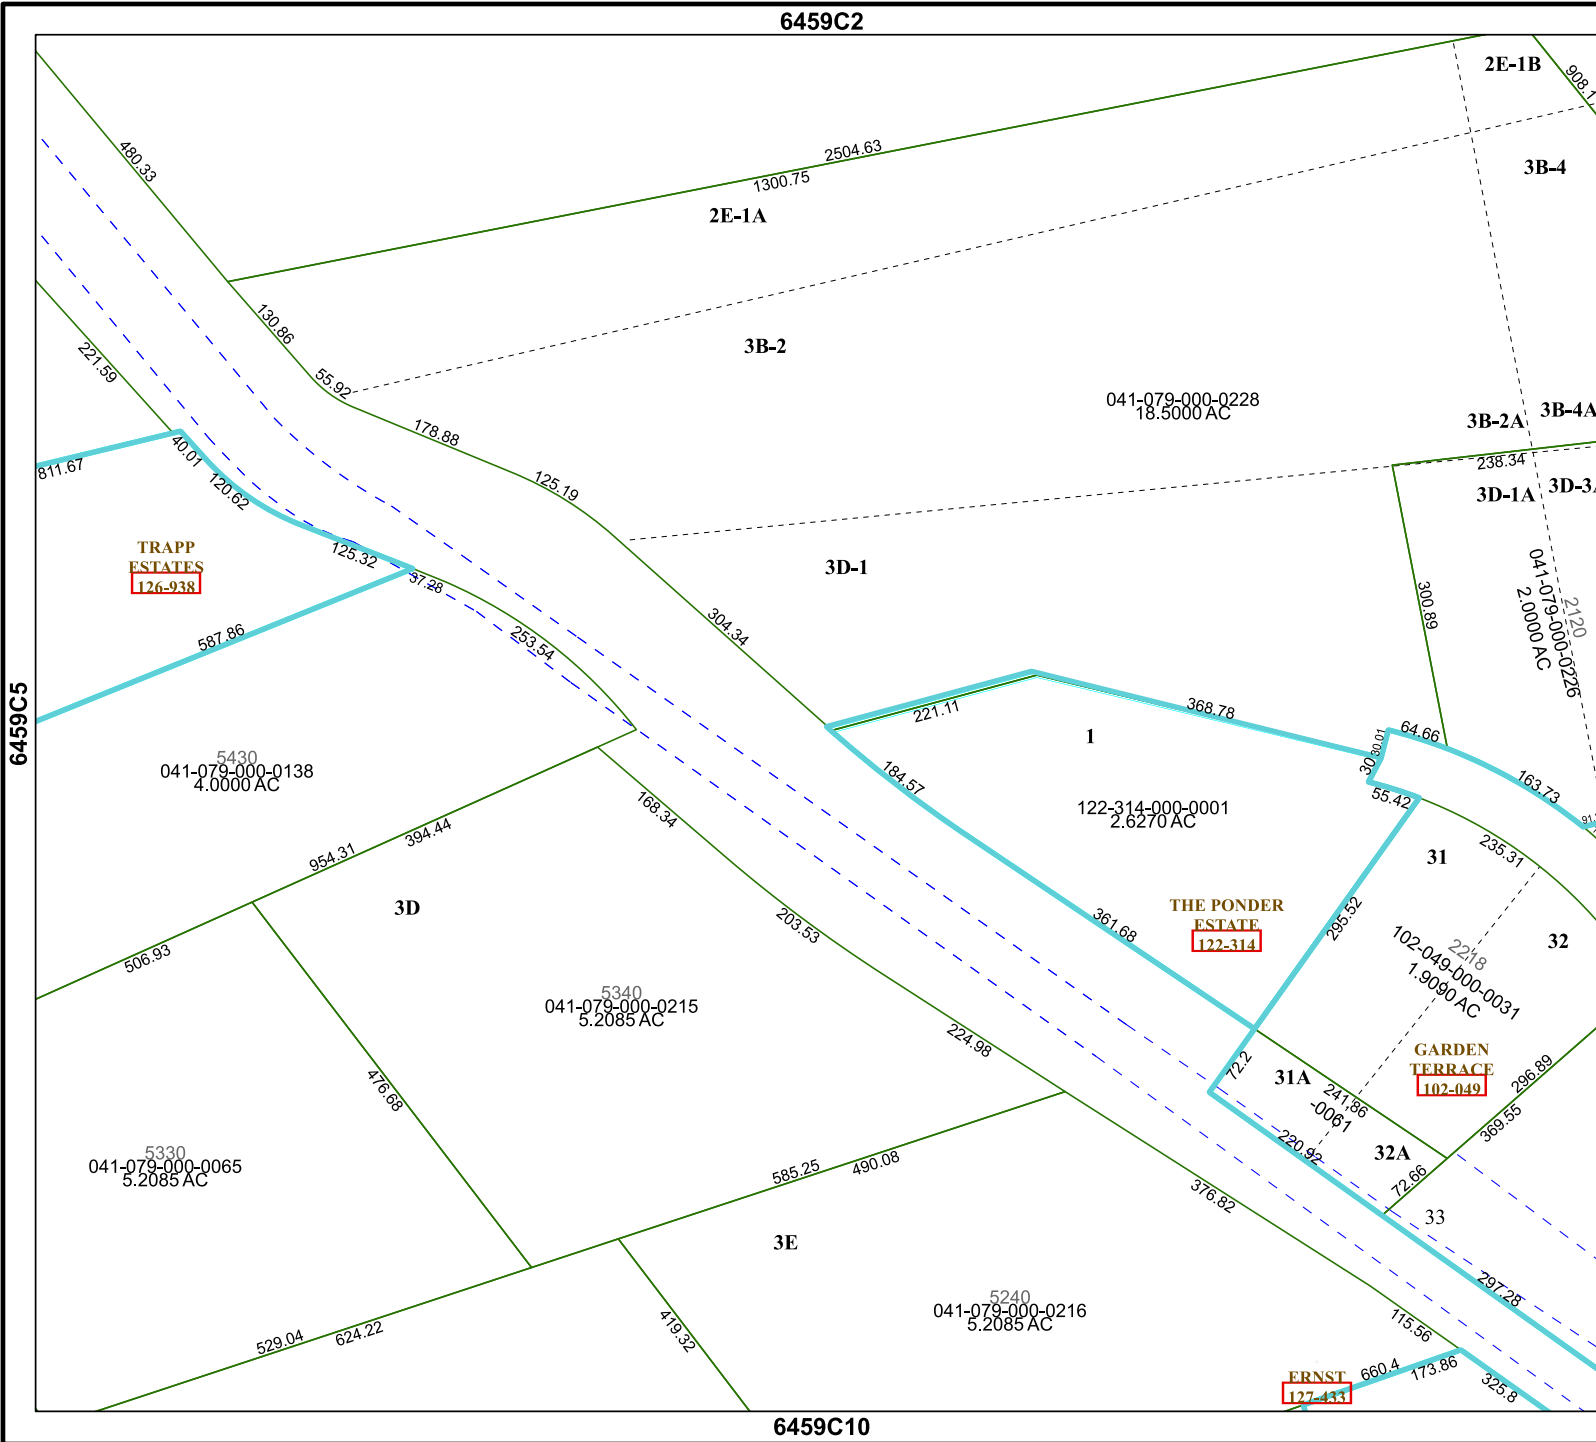 6459C2
2E-1B
908.1
480.33
2504.63
1300.75
2E-1A
3B-4
130.86
3B-2
221.59
55.92
041-079-000-0228
18.5000 AC
3B-2A
3B-4A
178.88
40.01
811.67
238.34
125.19
120.62
3D-1A
3D-3A
TRAPP
ESTATES
126-938
125.32
37.28
3D-1
300.89
2120
041-079-000-0226
2.0000 AC
587.86
253.54
304.34
6459C5
221.11
368.78
1
64.66
30.01
30
163.73
55.42
91.
5430
041-079-000-0138
4.0000 AC
184.57
122-314-000-0001
2.6270 AC
168.34
394.44
954.31
31
235.31
3D
THE PONDER
ESTATE
122-314
361.68
295.52
203.53
32
506.93
2218
102-049-000-0031
1.9090 AC
5340
041-079-000-0215
5.2085 AC
224.98
GARDEN
TERRACE
102-049
72.2
31A
241.86
-0061
296.89
369.55
476.68
220.92
32A
72.66
5330
041-079-000-0065
5.2085 AC
585.25
490.08
376.82
33
3E
297.28
5240
041-079-000-0216
5.2085 AC
529.04
624.22
419.32
115.56
660.4
173.86
325.8
ERNST
127-433
6459C10